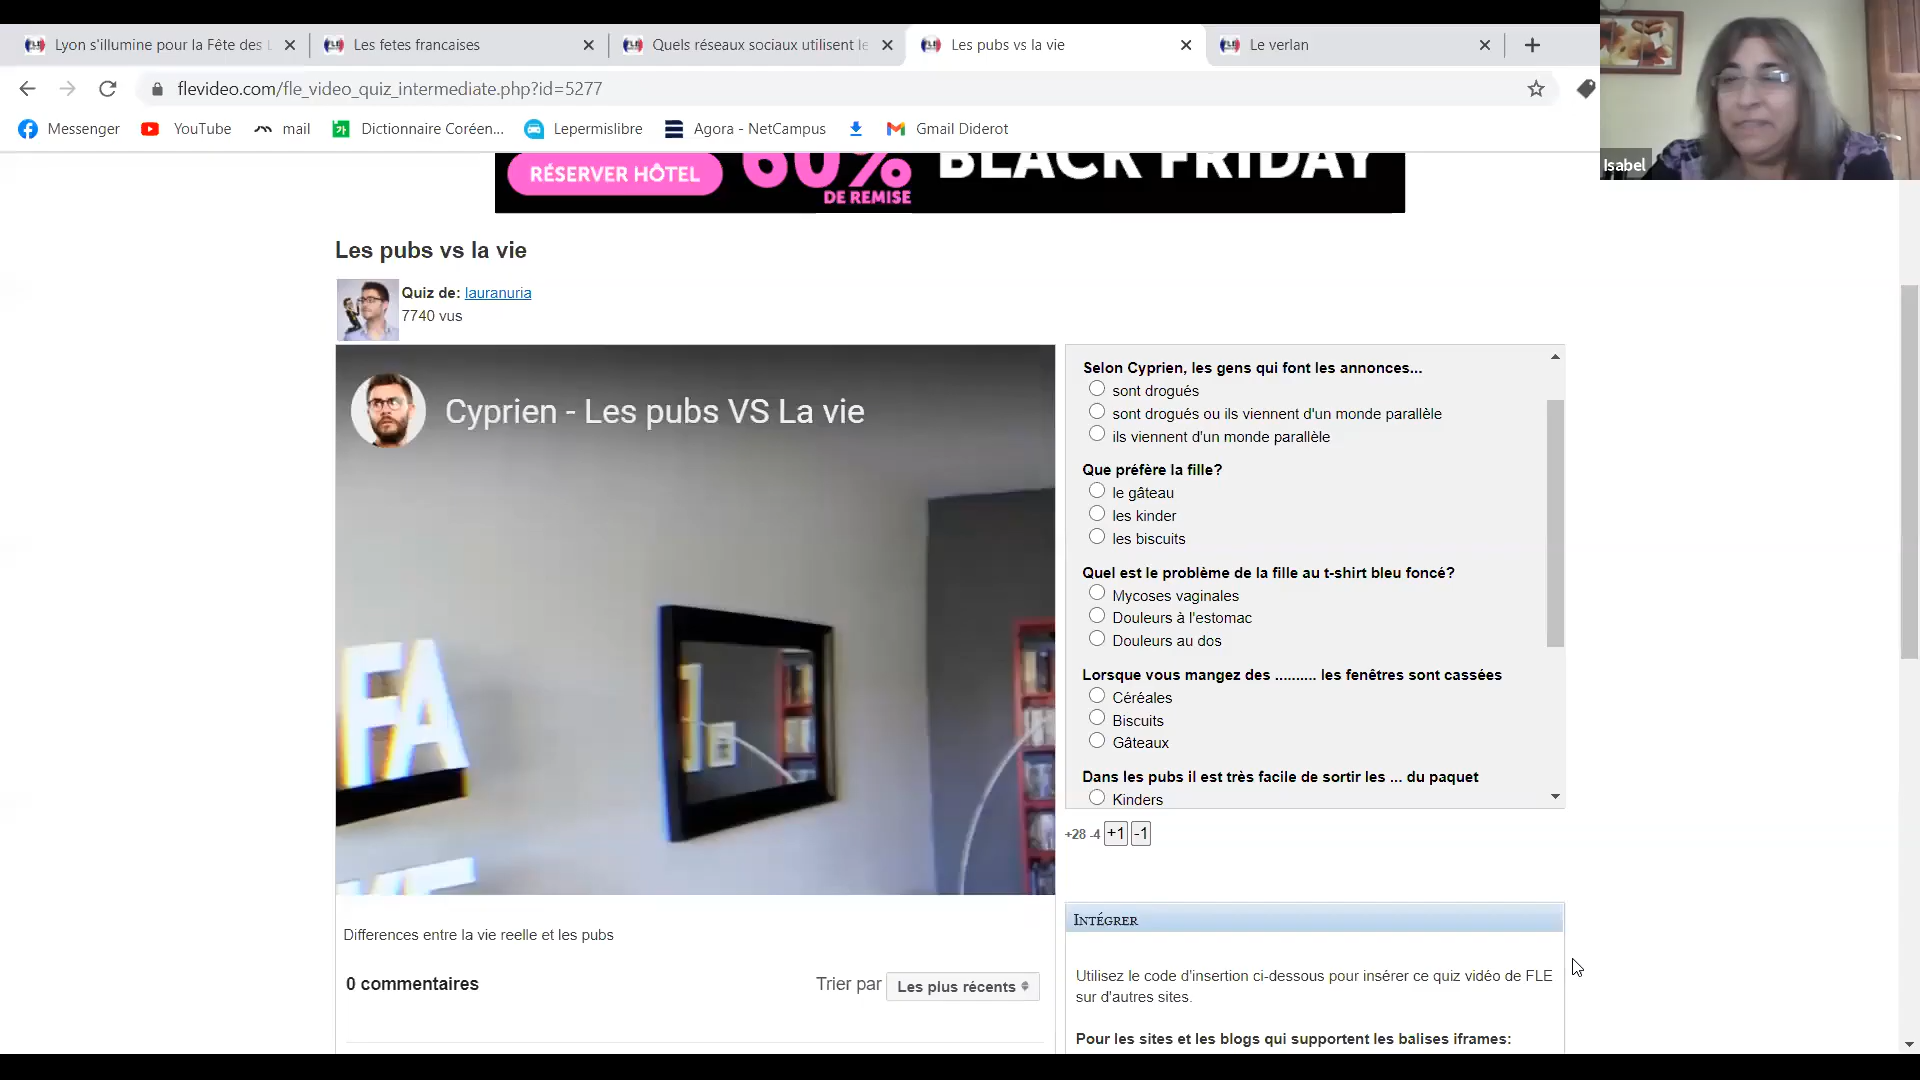 Lyon s'illumine pour la Fête des
Les fetes francaises
Quels réseaux sociaux utilisent le
Les pubs vs la vie
Le verlan
flevideo.com/fle_video_quiz_intermediate.php?id=5277
Messenger
YouTube
mail
Dictionnaire Coréen...
Lepermislibre
Agora - NetCampus
Gmail Diderot
Isabel
RÉSERVER HÔTEL
60%
DE REMISE
BLACK FRIDAY
Les pubs vs la vie
Quiz de: lauranuria
7740 vus
Cyprien - Les pubs VS La vie
FA
Differences entre la vie reelle et les pubs
0 commentaires
Trier par Les plus récents
Selon Cyprien, les gens qui font les annonces...
sont drogués
sont drogués ou ils viennent d'un monde parallèle
ils viennent d'un monde parallèle
Que préfère la fille?
le gâteau
les kinder
les biscuits
Quel est le problème de la fille au t-shirt bleu foncé?
Mycoses vaginales
Douleurs à l'estomac
Douleurs au dos
Lorsque vous mangez des .......... les fenêtres sont cassées
Céréales
Biscuits
Gâteaux
Dans les pubs il est très facile de sortir les ... du paquet
Kinders
+28 -4 +1 -1
INTÉGRER
Utilisez le code d'insertion ci-dessous pour insérer ce quiz vidéo de FLE
sur d'autres sites.
Pour les sites et les blogs qui supportent les balises iframes: